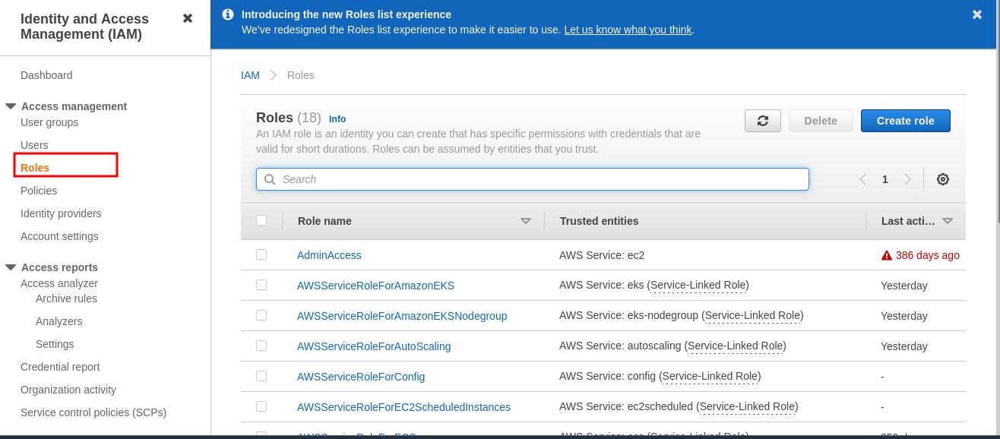 Identity and Access
Management (IAM)
Dashboard
Access management
User groups
Users
Roles
Policies
Identity providers
Account settings
Access reports
Access analyzer
Archive rules
Analyzers
Settings
Credential report
Organization activity
Service control policies (SCPs)
Introducing the new Roles list experience
We've redesigned the Roles list experience to make it easier to use. Let us know what you think.
IAM Roles
Roles (18) Info
Delete
Create role
An IAM role is an identity you can create that has specific permissions with credentials that are
valid for short durations. Roles can be assumed by entities that you trust.
Search
1
Role name Trusted entities Last acti…
AdminAccess AWS Service: ec2 386 days ago
AWSServiceRoleForAmazonEKS AWS Service: eks (Service-Linked Role) Yesterday
AWSServiceRoleForAmazonEKSNodegroup AWS Service: eks-nodegroup (Service-Linked Role) Yesterday
AWSServiceRoleForAutoScaling AWS Service: autoscaling (Service-Linked Role) Yesterday
AWSServiceRoleForConfig AWS Service: config (Service-Linked Role) -
AWSServiceRoleForEC2ScheduledInstances AWS Service: ec2scheduled (Service-Linked Role) -